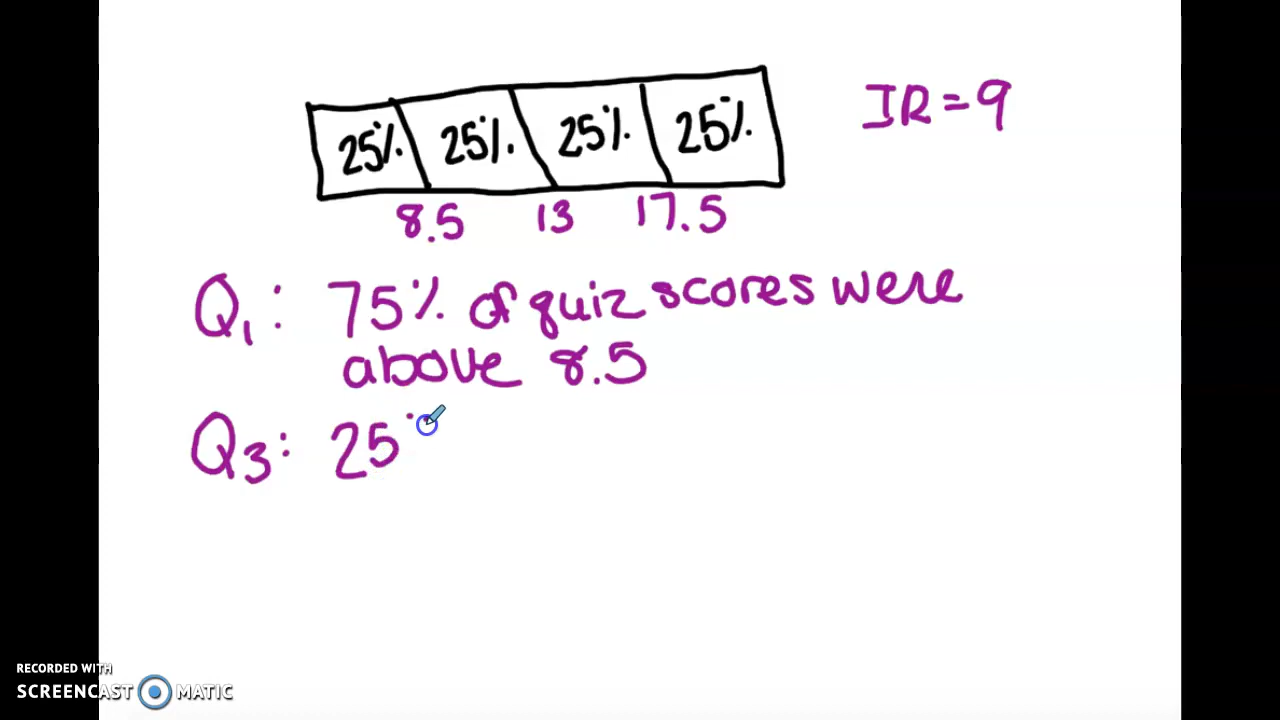 25% 25% 25% 25%
IR=9
8.5 13 17.5
Q1: 75% of quiz scores were
above 8.5
Q3: 25
RECORDED WITH
SCREENCAST MATIC